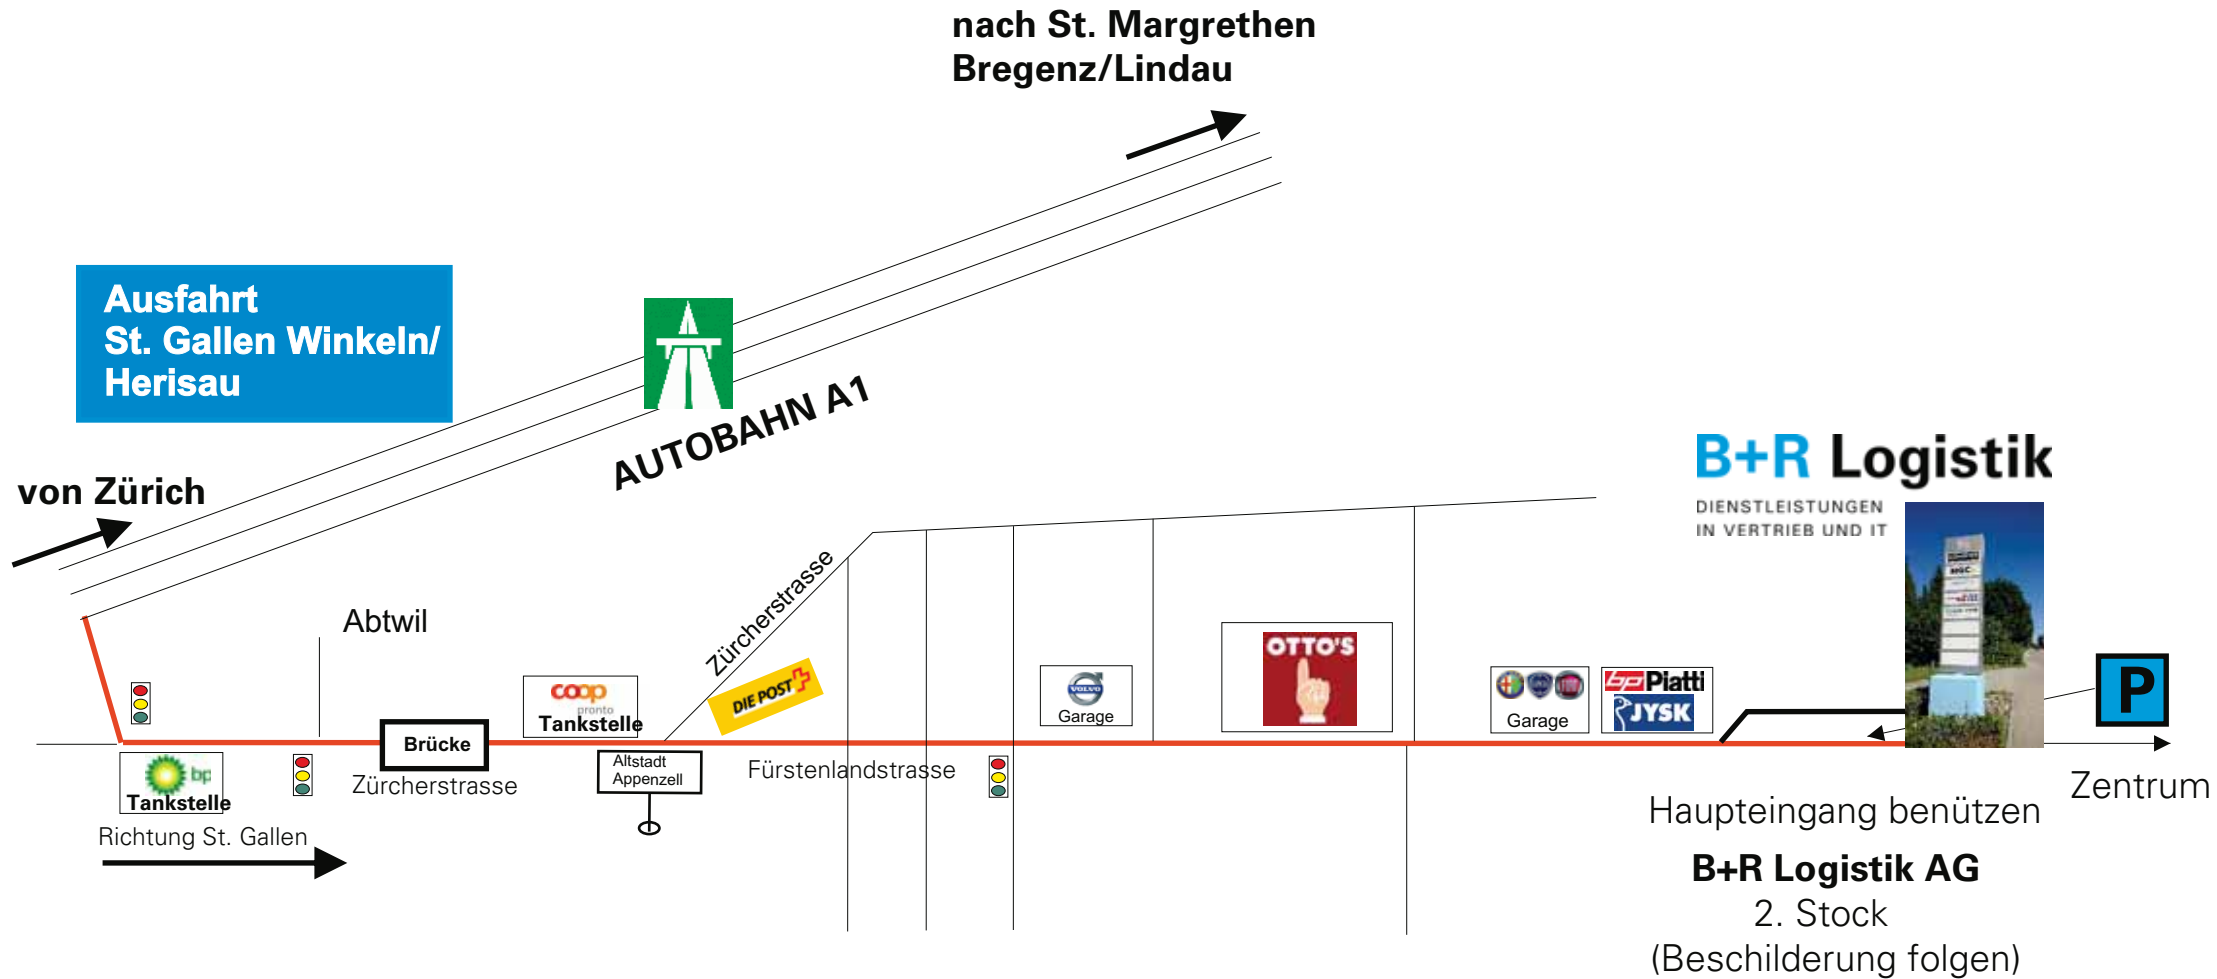 nach St. Margrethen
Bregenz/Lindau
Ausfahrt
St. Gallen Winkeln/
Herisau
AUTOBAHN A1
von Zürich
B+R Logistik
DIENSTLEISTUNGEN
IN VERTRIEB UND IT
Abtwil
Zürcherstrasse
DIE POST
coop
pronto
Tankstelle
Brücke
Zürcherstrasse
Altstadt
Appenzell
Fürstenlandstrasse
VOLVO
Garage
OTTO'S
Garage
bp Piatti
JYSK
P
bp
Tankstelle
Richtung St. Gallen
Zentrum
Haupteingang benützen
B+R Logistik AG
2. Stock
(Beschilderung folgen)